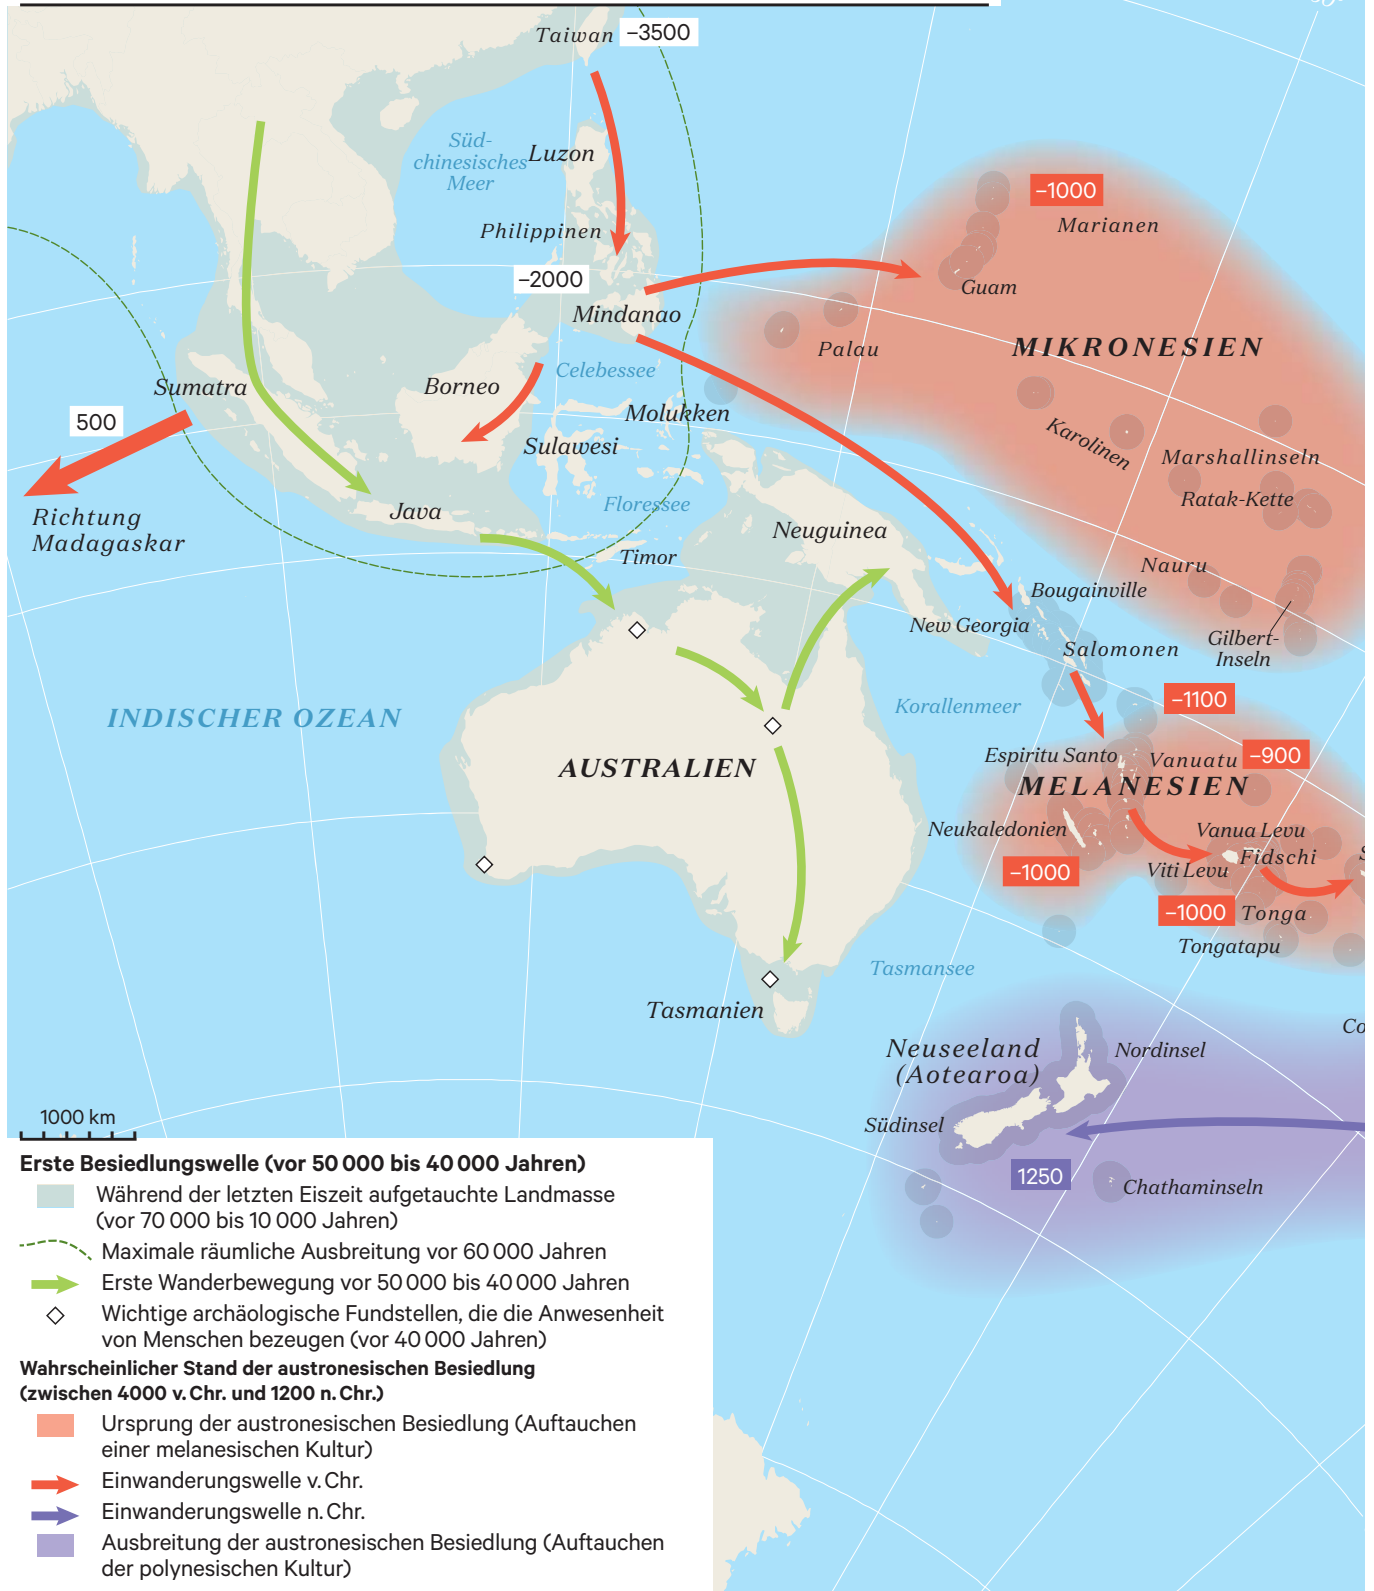 Taiwan
–3500
Süd-
chinesisches
Meer
Luzon
Philippinen
–2000
Mindanao
–1000
Marianen
Guam
Palau
MIKRONESIEN
Celebessee
Sumatra
Borneo
Molukken
500
Sulawesi
Karolinen
Marshallinseln
Ratak-Kette
Richtung
Madagaskar
Java
Floressee
Neuguinea
Timor
Nauru
Bougainville
New Georgia
Gilbert-
Inseln
Salomonen
INDISCHER OZEAN
Korallenmeer
–1100
Espiritu Santo
Vanuatu
–900
AUSTRALIEN
MELANESIEN
Neukaledonien
Vanua Levu
Fidschi
–1000
Viti Levu
–1000
Tonga
Tongatapu
Tasmansee
Tasmanien
Co
Neuseeland
(Aotearoa)
Nordinsel
Südinsel
1250
Chathaminseln
1000 km
Erste Besiedlungswelle (vor 50 000 bis 40 000 Jahren)
Während der letzten Eiszeit aufgetauchte Landmasse
(vor 70 000 bis 10 000 Jahren)
Maximale räumliche Ausbreitung vor 60 000 Jahren
Erste Wanderbewegung vor 50 000 bis 40 000 Jahren
Wichtige archäologische Fundstellen, die die Anwesenheit
von Menschen bezeugen (vor 40 000 Jahren)
Wahrscheinlicher Stand der austronesischen Besiedlung
(zwischen 4000 v. Chr. und 1200 n. Chr.)
Ursprung der austronesischen Besiedlung (Auftauchen
einer melanesischen Kultur)
Einwanderungswelle v. Chr.
Einwanderungswelle n. Chr.
Ausbreitung der austronesischen Besiedlung (Auftauchen
der polynesischen Kultur)